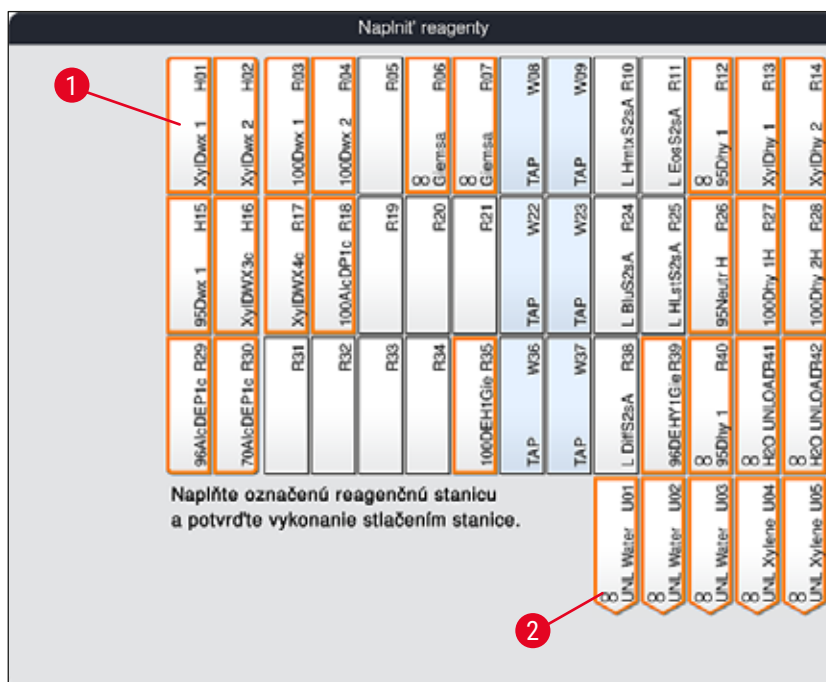 Naplniť reagenty
1
XylDwx 1 H01
XylDwx 2 H02
100Dwx 1 R03
100Dwx 2 R04
R05
∞ Giemsa R06
∞ Giemsa R07
TAP W08
TAP W09
L HmtxS2sA R10
L EosS2sA R11
∞ 95Dhy 1 R12
XylDhy 1 R13
XylDhy 2 R14
95Dwx 1 H15
XylDWX3c H16
XylDWX4c R17
100AlcDP1c R18
R19
R20
R21
TAP W22
TAP W23
L BluS2sA R24
L HLstS2sA R25
95Neutr H R26
100Dhy 1H R27
100Dhy 2H R28
96AlcDEP1c R29
70AlcDEP1c R30
R31
R32
R33
R34
100DEH1Gie R35
TAP W36
TAP W37
L DiffS2sA R38
96DEHY1Gie R39
∞ 95Dhy 1 R40
∞ H2O UNLOADR41
∞ H2O UNLOADR42
Naplňte označenú reagenčnú stanicu
a potvrďte vykonanie stlačením stanice.
∞ UNL Water U01
∞ UNL Water U02
∞ UNL Water U03
∞ UNL Xylene U04
∞ UNL Xylene U05
2